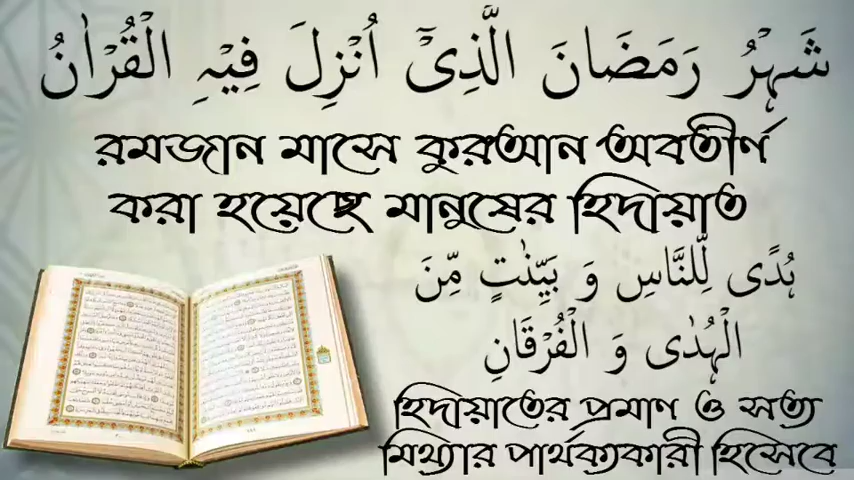 شَہۡرُ رَمَضَانَ الَّذِیۡۤ اُنۡزِلَ فِیۡہِ الۡقُرۡاٰنُ
রমজান মাসে কুরআন অবতীর্ণ
করা হয়েছে মানুষের হিদায়াত
ہُدًی لِّلنَّاسِ وَ بَیِّنٰتٍ مِّنَ
الۡہُدٰی وَ الۡفُرۡقَانِ
হিদায়াতের প্রমাণ ও সত্য
মিথ্যার পার্থক্যকারী হিসেবে